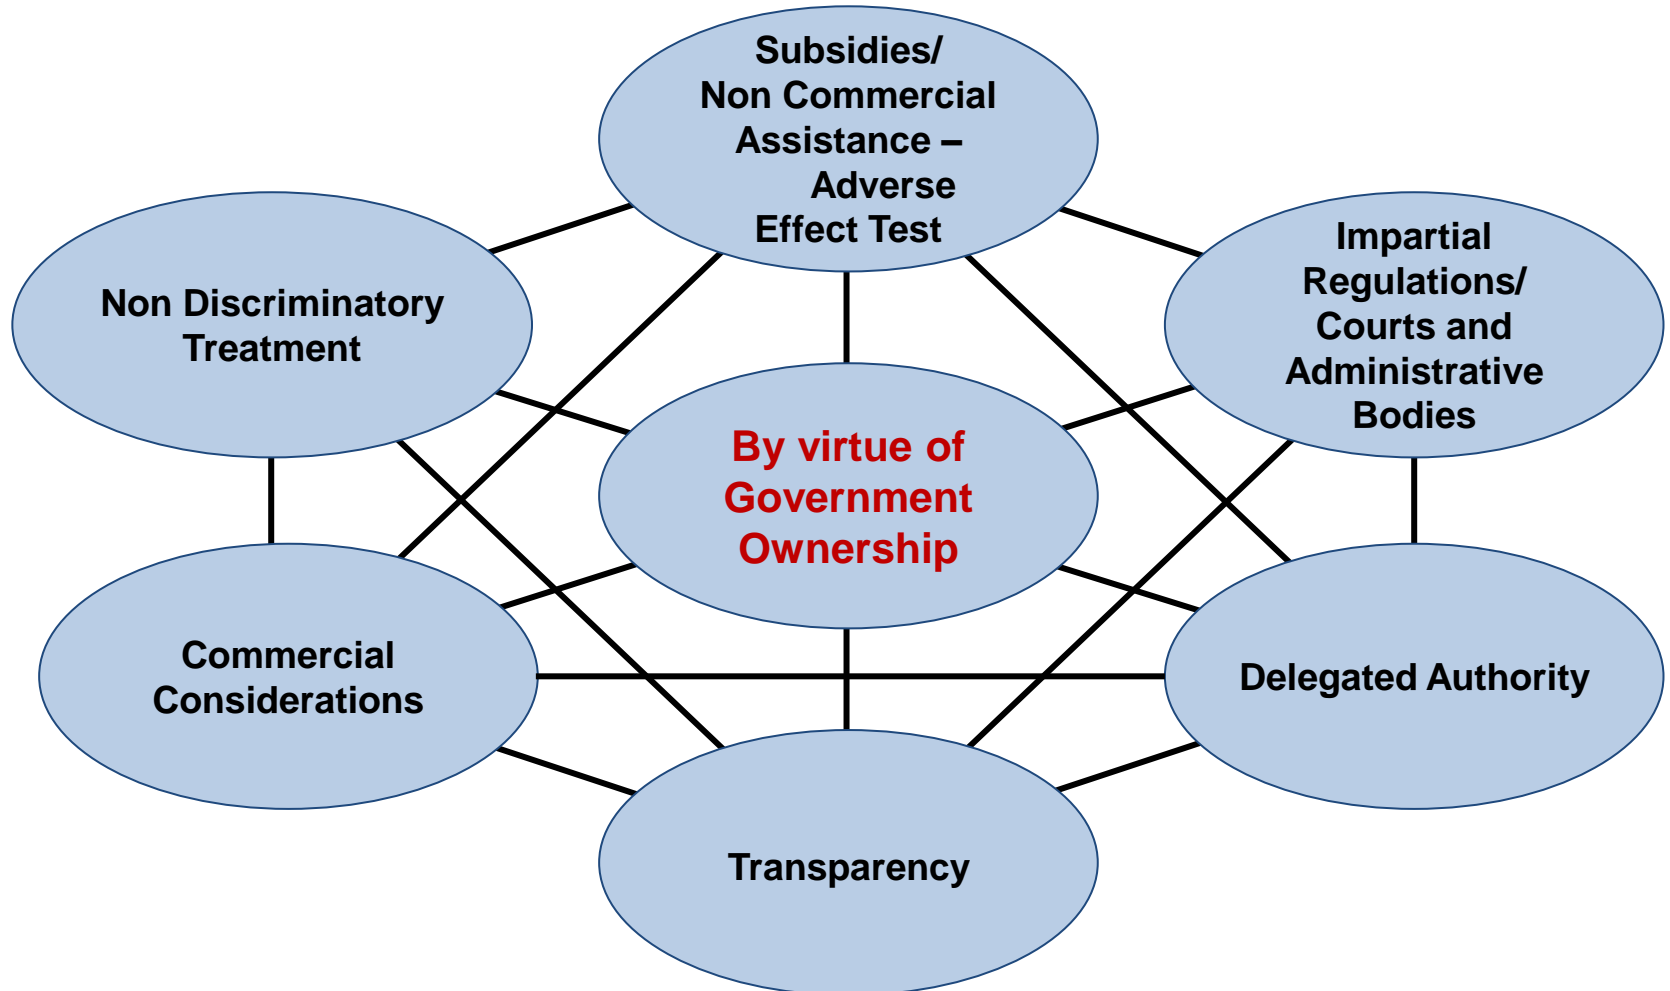 Subsidies/
Non Commercial
Assistance –
Adverse
Effect Test
Non Discriminatory
Treatment
Impartial
Regulations/
Courts and
Administrative
Bodies
By virtue of
Government
Ownership
Commercial
Considerations
Delegated Authority
Transparency